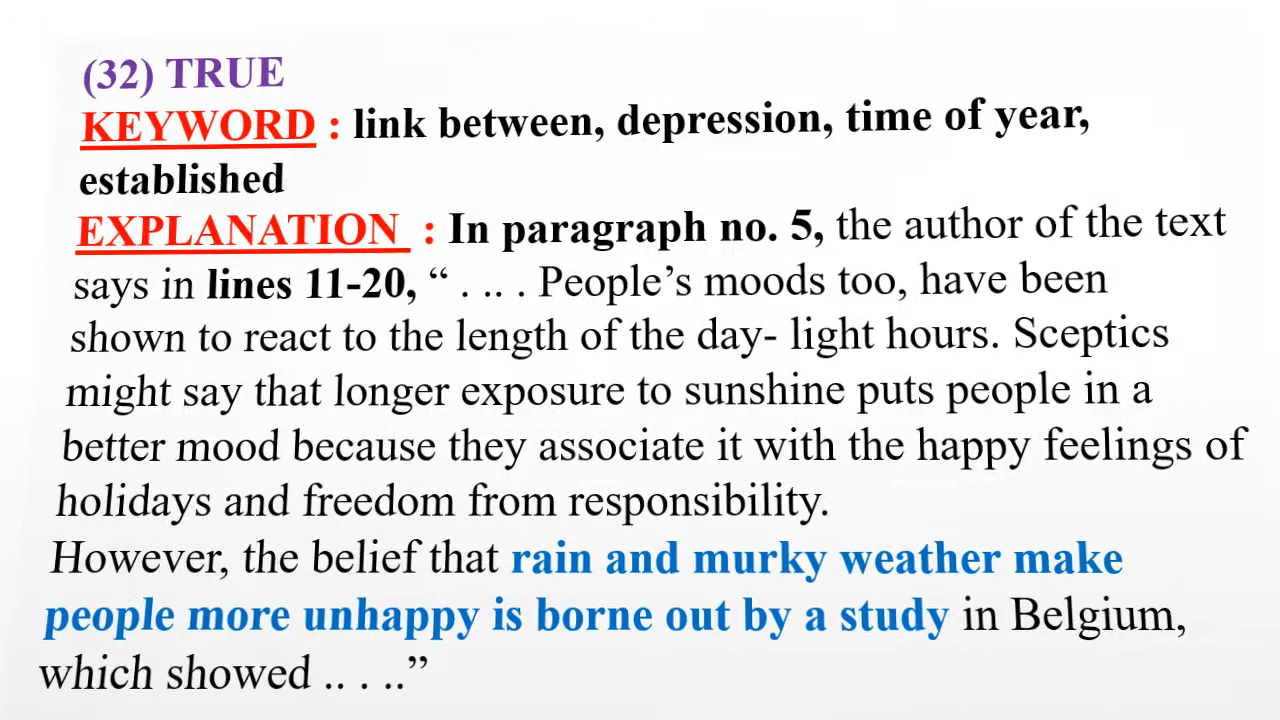 (32) TRUE
KEYWORD : link between, depression, time of year,
established
EXPLANATION : In paragraph no. 5, the author of the text
says in lines 11-20, “ . .. . People’s moods too, have been
shown to react to the length of the day- light hours. Sceptics
might say that longer exposure to sunshine puts people in a
better mood because they associate it with the happy feelings of
holidays and freedom from responsibility.
However, the belief that rain and murky weather make
people more unhappy is borne out by a study in Belgium,
which showed .. . ..”